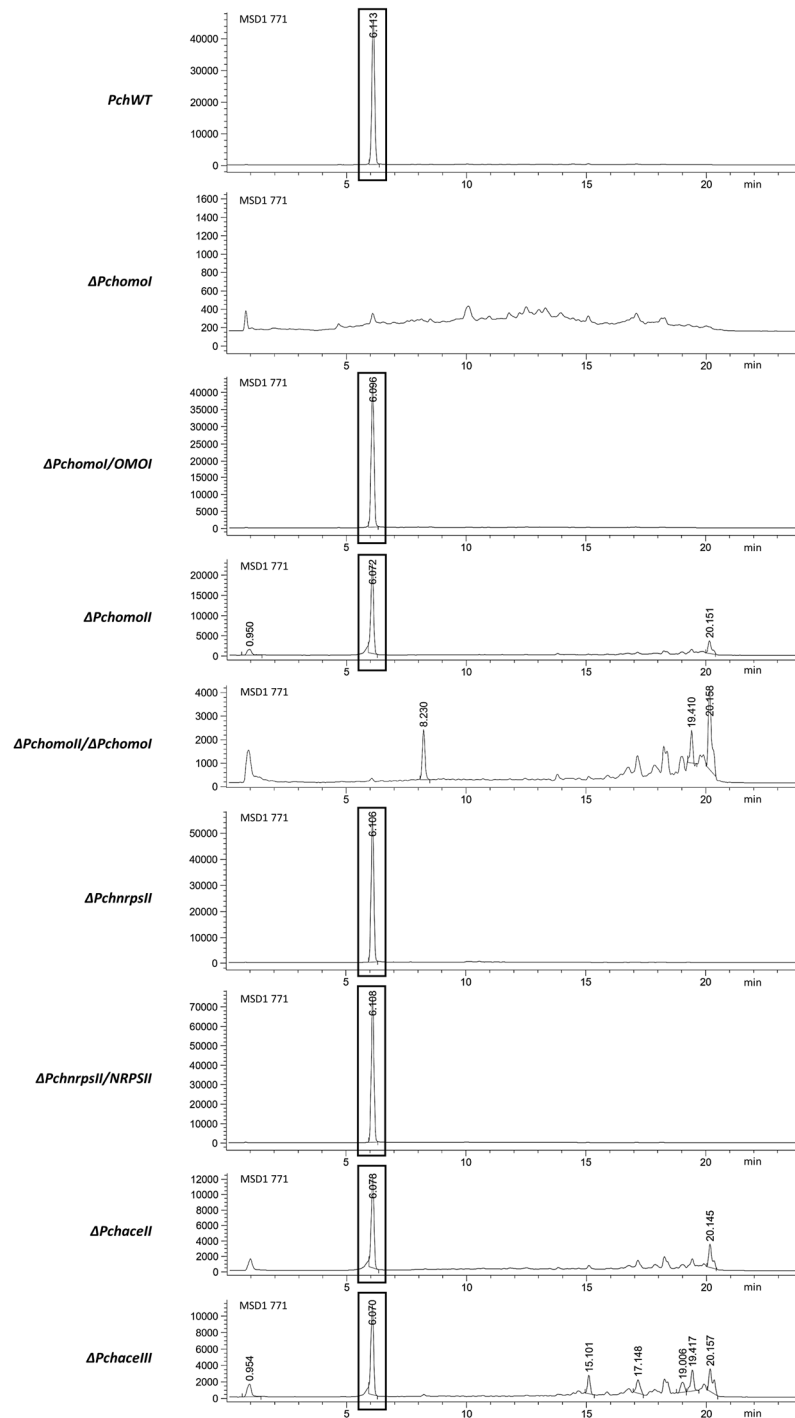 MSD1 771
6.113
40000
30000
20000
10000
0
PchWT
5 10 15 20 min
MSD1 771
1600
1400
1200
1000
800
600
400
200
0
ΔPchomoI
5 10 15 20 min
MSD1 771
6.096
40000
35000
30000
25000
20000
15000
10000
5000
0
ΔPchomoI/OMOI
5 10 15 20 min
MSD1 771
0.950
6.072
20.151
20000
15000
10000
5000
0
ΔPchomoII
5 10 15 20 min
MSD1 771
8.230
19.410
20.158
4000
3000
2000
1000
0
ΔPchomoII/ΔPchomoI
5 10 15 20 min
MSD1 771
6.106
50000
40000
30000
20000
10000
0
ΔPchnrpsII
5 10 15 20 min
MSD1 771
6.108
70000
60000
50000
40000
30000
20000
10000
0
ΔPchnrpsII/NRPSII
5 10 15 20 min
MSD1 771
6.078
20.145
12000
10000
8000
6000
4000
2000
0
ΔPchaceII
5 10 15 20 min
MSD1 771
0.954
6.070
15.101
17.148
19.006
19.417
20.157
10000
8000
6000
4000
2000
0
ΔPchaceIII
5 10 15 20 min